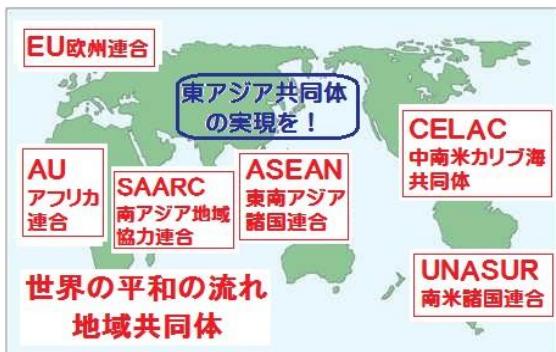 EU欧州連合
東アジア共同体
の実現を！
CELAC
中南米カリブ海
共同体
AU
アフリカ
連合
SAARC
南アジア地域
協力連合
ASEAN
東南アジア
諸国連合
UNASUR
南米諸国連合
世界の平和の流れ
地域共同体